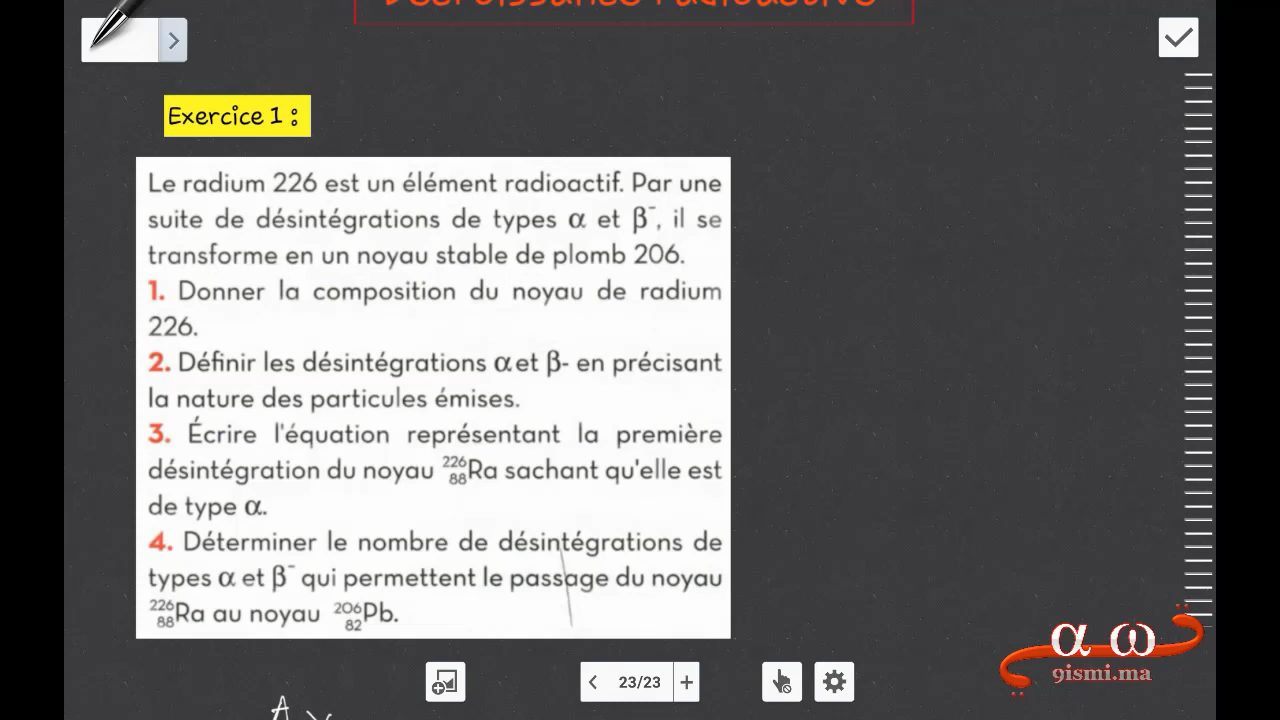 Décroissance radioactive
Exercice 1 :
Le radium 226 est un élément radioactif. Par une
suite de désintégrations de types α et β⁻, il se
transforme en un noyau stable de plomb 206.
1. Donner la composition du noyau de radium
226.
2. Définir les désintégrations α et β- en précisant
la nature des particules émises.
3. Écrire l'équation représentant la première
désintégration du noyau ²²⁶₈₈Ra sachant qu'elle est
de type α.
4. Déterminer le nombre de désintégrations de
types α et β⁻ qui permettent le passage du noyau
²²⁶₈₈Ra au noyau ²⁰⁶₈₂Pb.
α ω
9ismi.ma
23/23
A